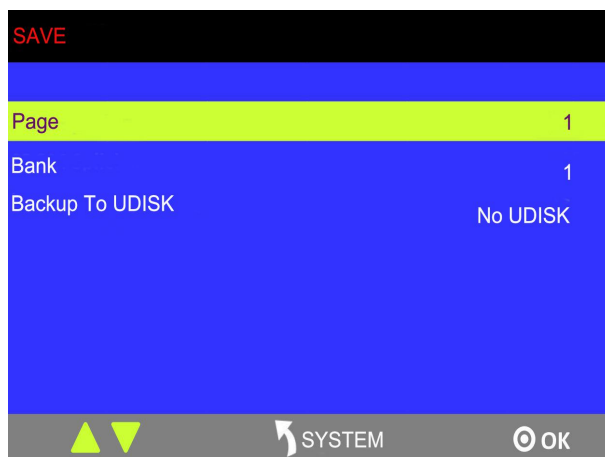 SAVE
Page 1
Bank 1
Backup To UDISK No UDISK
SYSTEM OK